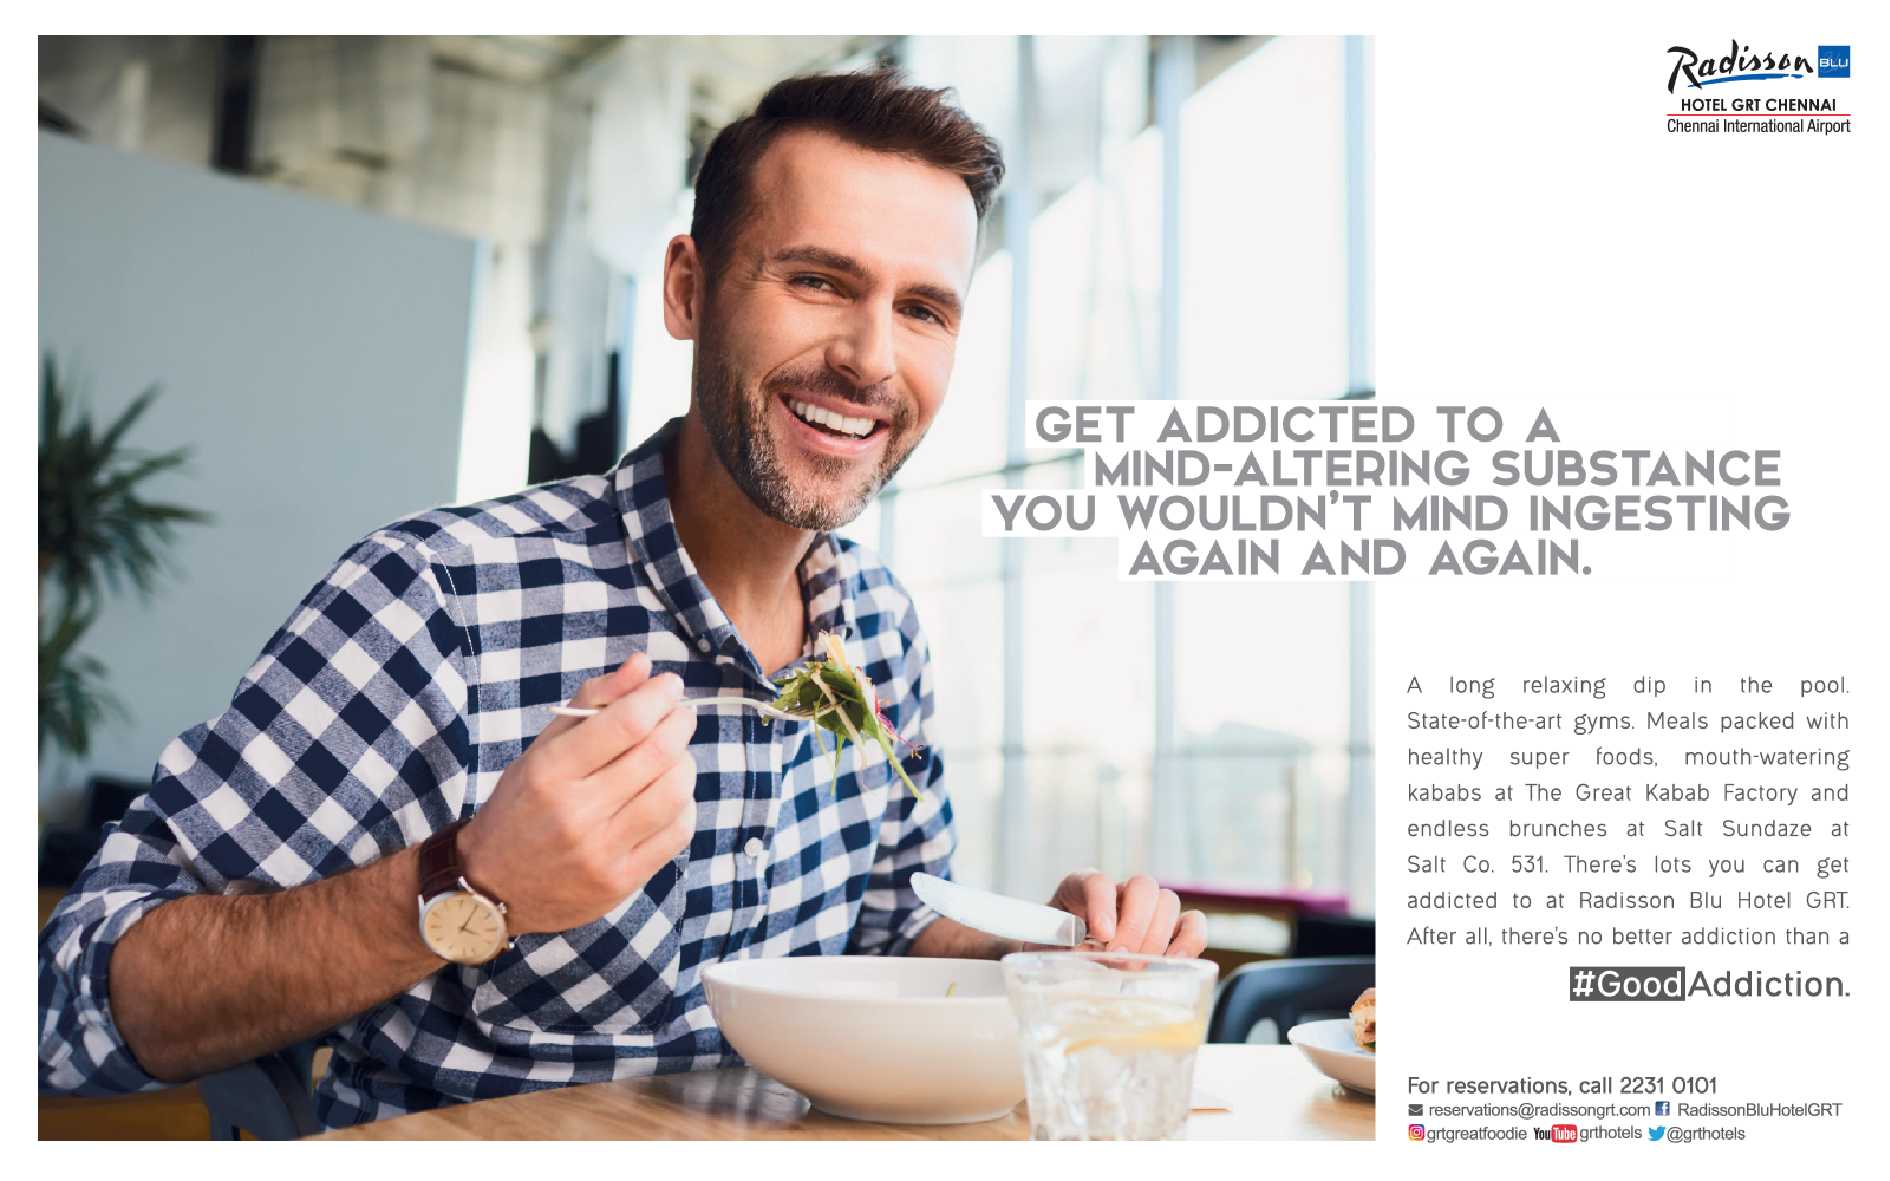 Radisson BLU
HOTEL GRT CHENNAI
Chennai International Airport
GET ADDICTED TO A
MIND-ALTERING SUBSTANCE
YOU WOULDN'T MIND INGESTING
AGAIN AND AGAIN.
A long relaxing dip in the pool.
State-of-the-art gyms. Meals packed with
healthy super foods, mouth-watering
kababs at The Great Kabab Factory and
endless brunches at Salt Sundaze at
Salt Co. 531. There's lots you can get
addicted to at Radisson Blu Hotel GRT.
After all, there's no better addiction than a
#GoodAddiction.
For reservations, call 2231 0101
reservations@radissongrt.com RadissonBluHotelGRT
grtgreatfoodie YouTube grthotels @grthotels